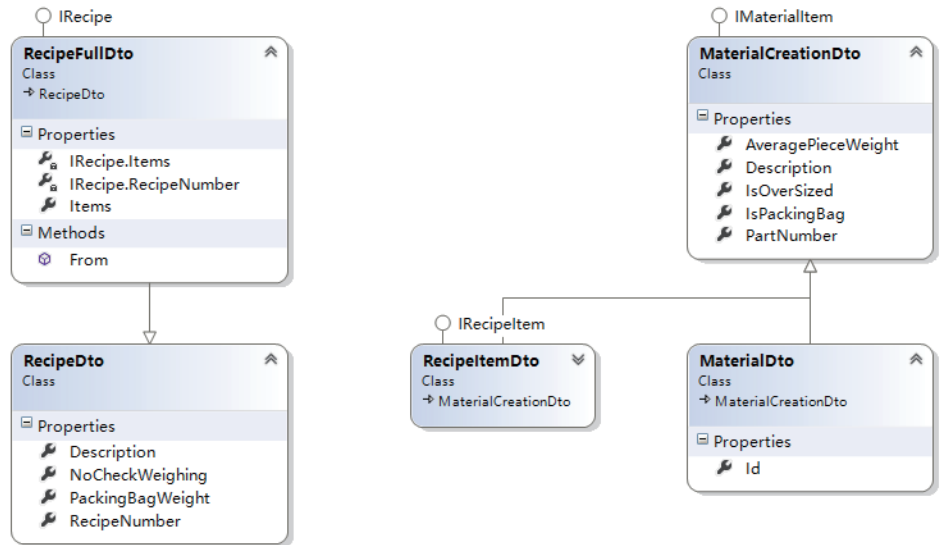 IRecipe
RecipeFullDto
Class
RecipeDto
Properties
IRecipe.Items
IRecipe.RecipeNumber
Items
Methods
From
RecipeDto
Class
Properties
Description
NoCheckWeighing
PackingBagWeight
RecipeNumber
IMaterialItem
MaterialCreationDto
Class
Properties
AveragePieceWeight
Description
IsOverSized
IsPackingBag
PartNumber
IRecipeItem
RecipeItemDto
Class
MaterialCreationDto
MaterialDto
Class
MaterialCreationDto
Properties
Id